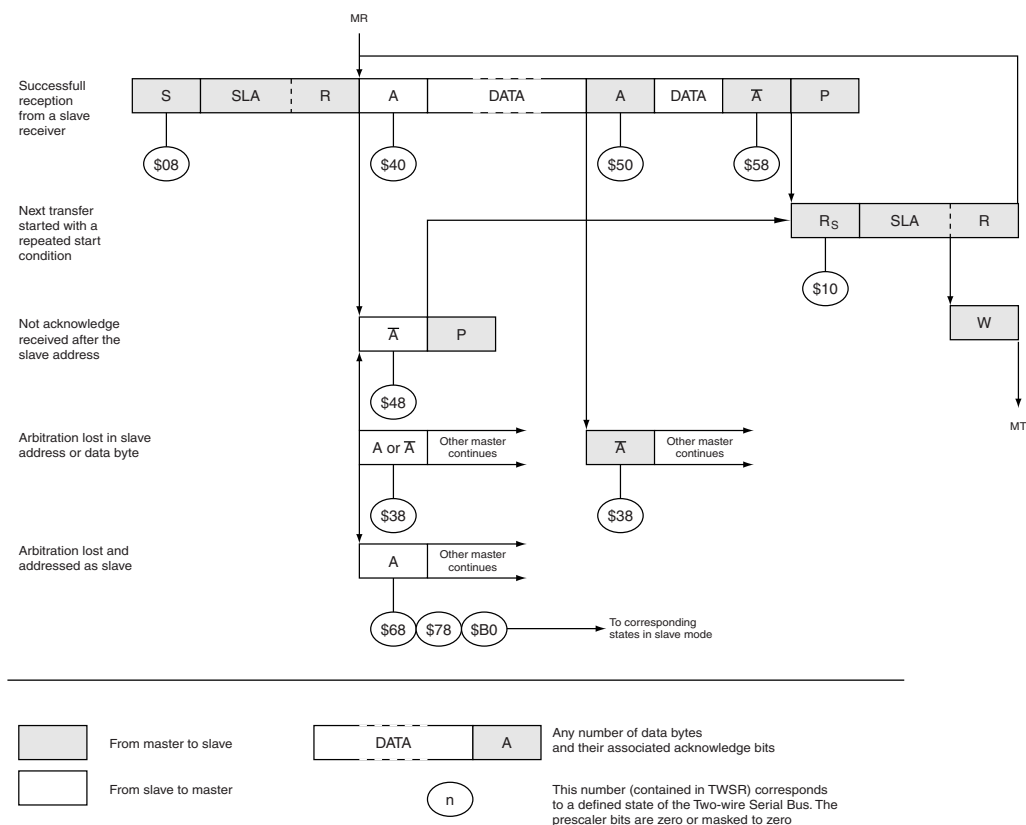 MR
Successfull
reception
from a slave
receiver
S SLA R A DATA A DATA A̅ P
$08 $40 $50 $58
Next transfer
started with a
repeated start
condition
RS SLA R
$10
Not acknowledge
received after the
slave address
A̅ P
W
$48
MT
Arbitration lost in slave
address or data byte
A or A̅ Other master
continues
A̅ Other master
continues
$38 $38
Arbitration lost and
addressed as slave
A Other master
continues
$68 $78 $B0 To corresponding
states in slave mode
From master to slave
DATA A Any number of data bytes
and their associated acknowledge bits
From slave to master
n This number (contained in TWSR) corresponds
to a defined state of the Two-wire Serial Bus. The
prescaler bits are zero or masked to zero